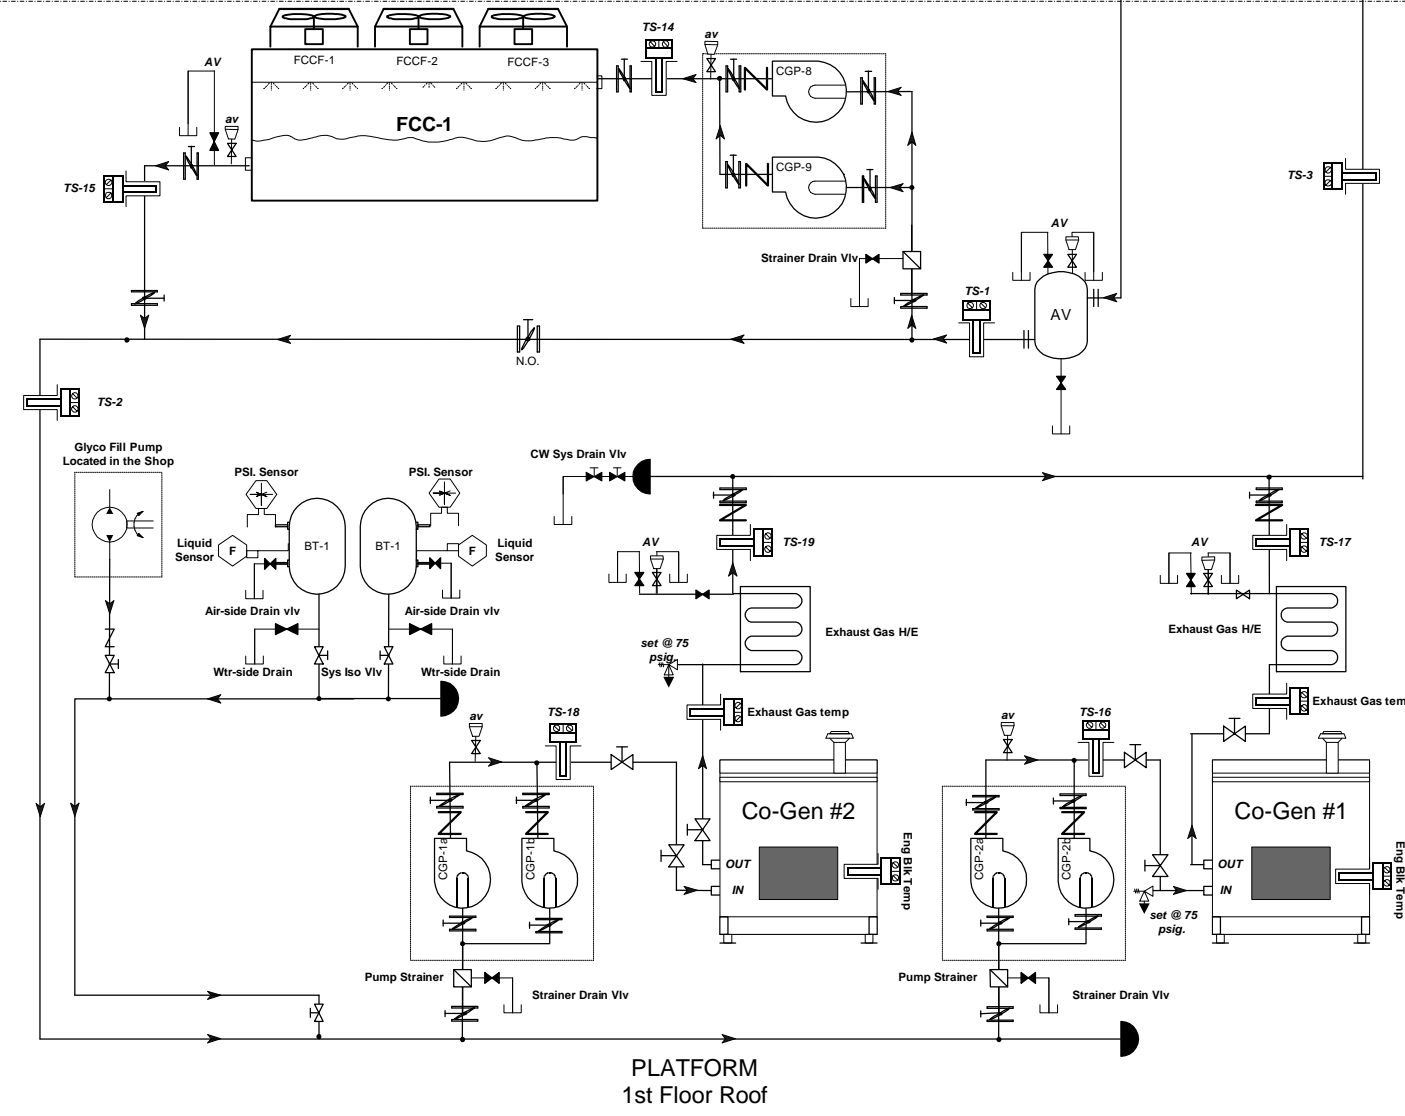 FCCF-1
FCCF-2
FCCF-3
TS-14
av
CGP-8
AV
av
FCC-1
TS-15
CGP-9
TS-3
Strainer Drain Vlv
AV
TS-1
AV
N.O.
TS-2
Glyco Fill Pump
Located in the Shop
PSI. Sensor
PSI. Sensor
CW Sys Drain Vlv
Liquid
Sensor
F
BT-1
BT-1
F
Liquid
Sensor
AV
TS-19
AV
TS-17
Air-side Drain vlv
Air-side Drain vlv
Exhaust Gas H/E
Exhaust Gas H/E
set @ 75
psig.
Wtr-side Drain
Sys Iso Vlv
Wtr-side Drain
Exhaust Gas temp
Exhaust Gas tem
av
TS-18
av
TS-16
CGP-1a
CGP-1b
Co-Gen #2
OUT
IN
Eng Blk Temp
CGP-2a
CGP-2b
Co-Gen #1
OUT
IN
Eng Blk Temp
set @ 75
psig.
Pump Strainer
Strainer Drain Vlv
Pump Strainer
Strainer Drain Vlv
PLATFORM
1st Floor Roof